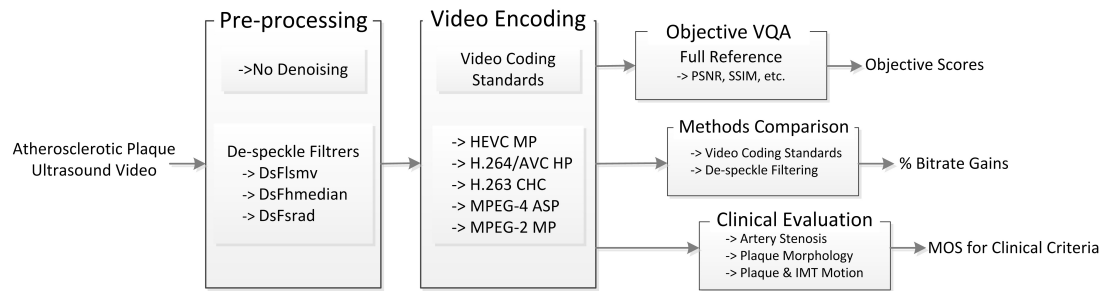 Atherosclerotic Plaque
Ultrasound Video
Pre-processing
->No Denoising
De-speckle Filtrers
-> DsFlsmv
-> DsFhmedian
-> DsFsrad
Video Encoding
Video Coding
Standards
-> HEVC MP
-> H.264/AVC HP
-> H.263 CHC
-> MPEG-4 ASP
-> MPEG-2 MP
Objective VQA
Full Reference
-> PSNR, SSIM, etc.
Objective Scores
Methods Comparison
-> Video Coding Standards
-> De-speckle Filtering
% Bitrate Gains
Clinical Evaluation
-> Artery Stenosis
-> Plaque Morphology
-> Plaque & IMT Motion
MOS for Clinical Criteria